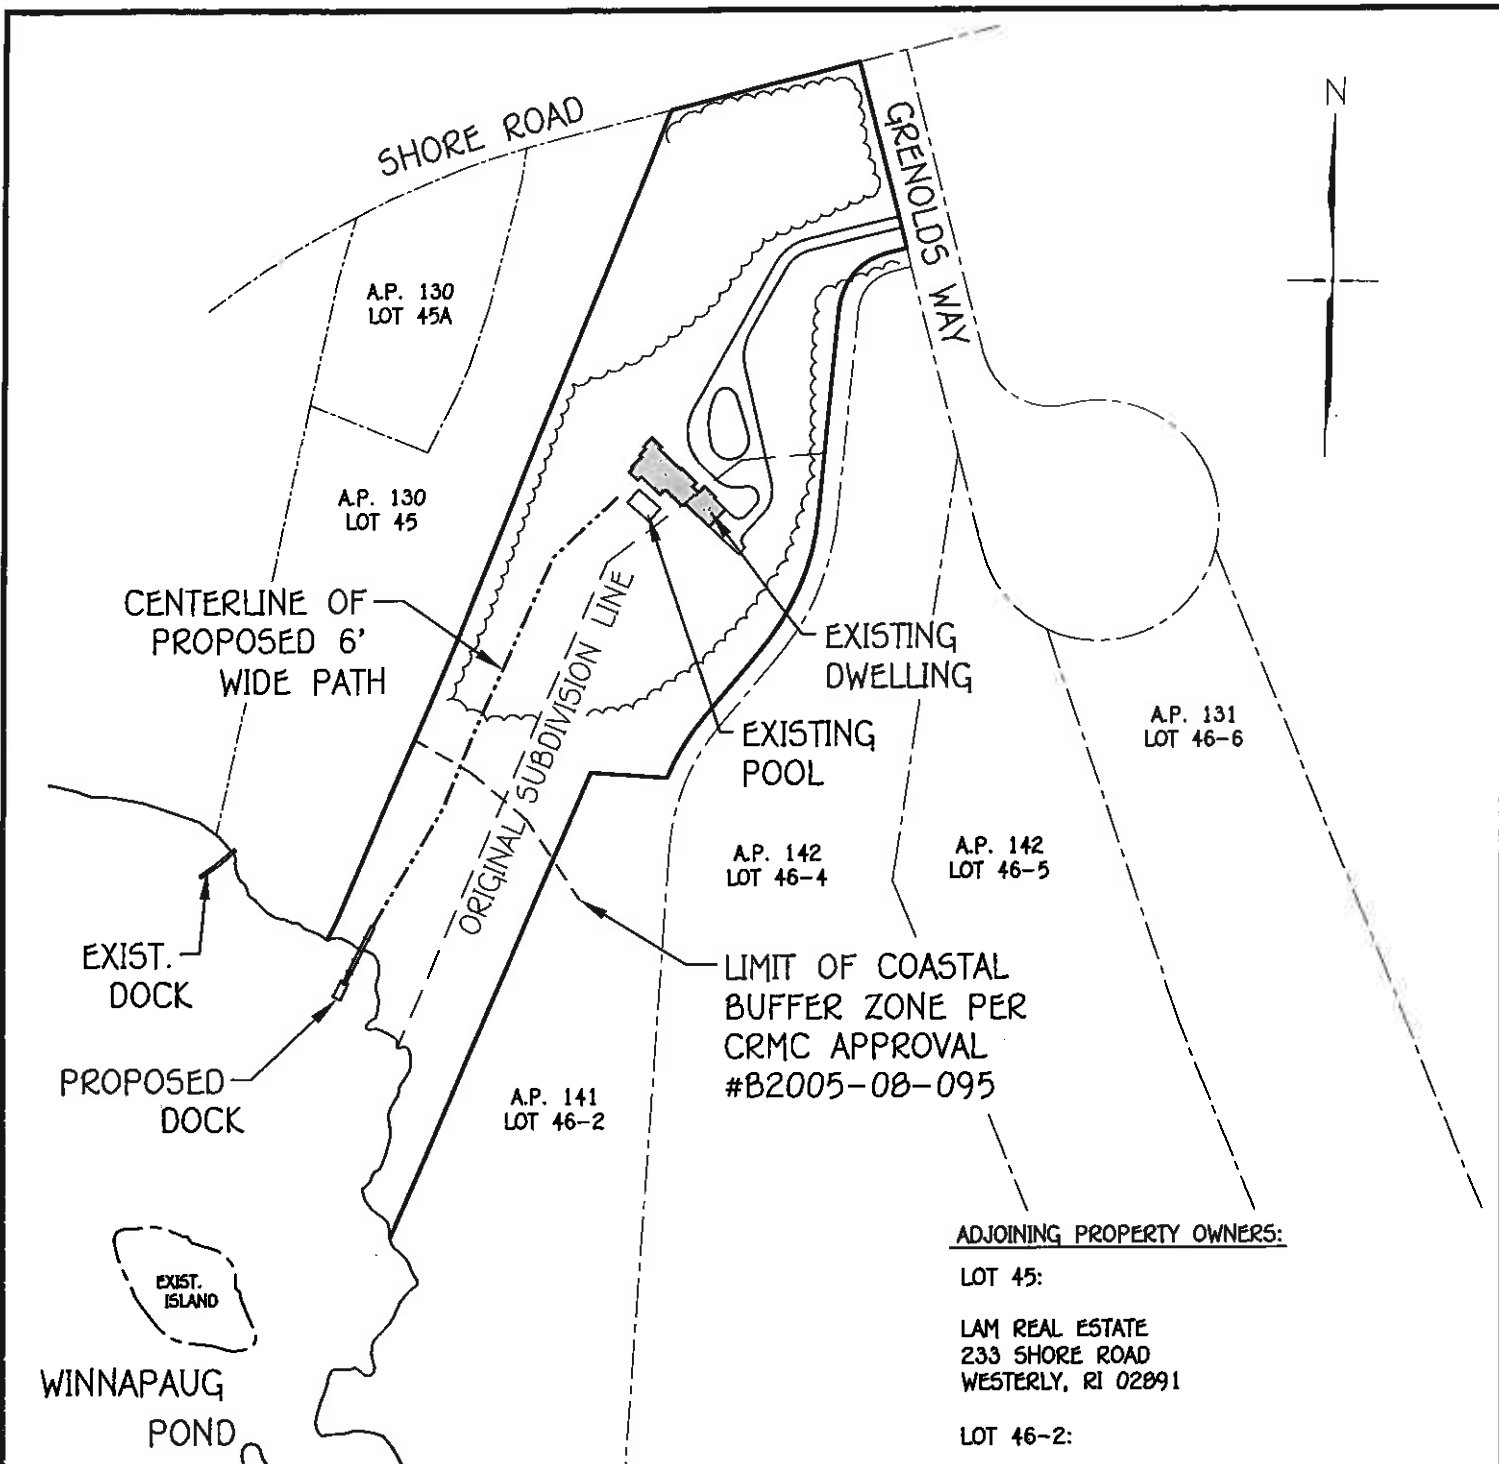 SHORE ROAD
GRENOLDS WAY
N
A.P. 130
LOT 45A
A.P. 130
LOT 45
CENTERLINE OF
PROPOSED 6'
WIDE PATH
ORIGINAL SUBDIVISION LINE
EXISTING
DWELLING
EXISTING
POOL
A.P. 131
LOT 46-6
A.P. 142
LOT 46-4
A.P. 142
LOT 46-5
EXIST.
DOCK
LIMIT OF COASTAL
BUFFER ZONE PER
CRMC APPROVAL
#B2005-08-095
PROPOSED
DOCK
A.P. 141
LOT 46-2
EXIST.
ISLAND
WINNAPAUG
POND
ADJOINING PROPERTY OWNERS:
LOT 45:
LAM REAL ESTATE
233 SHORE ROAD
WESTERLY, RI 02891
LOT 46-2: